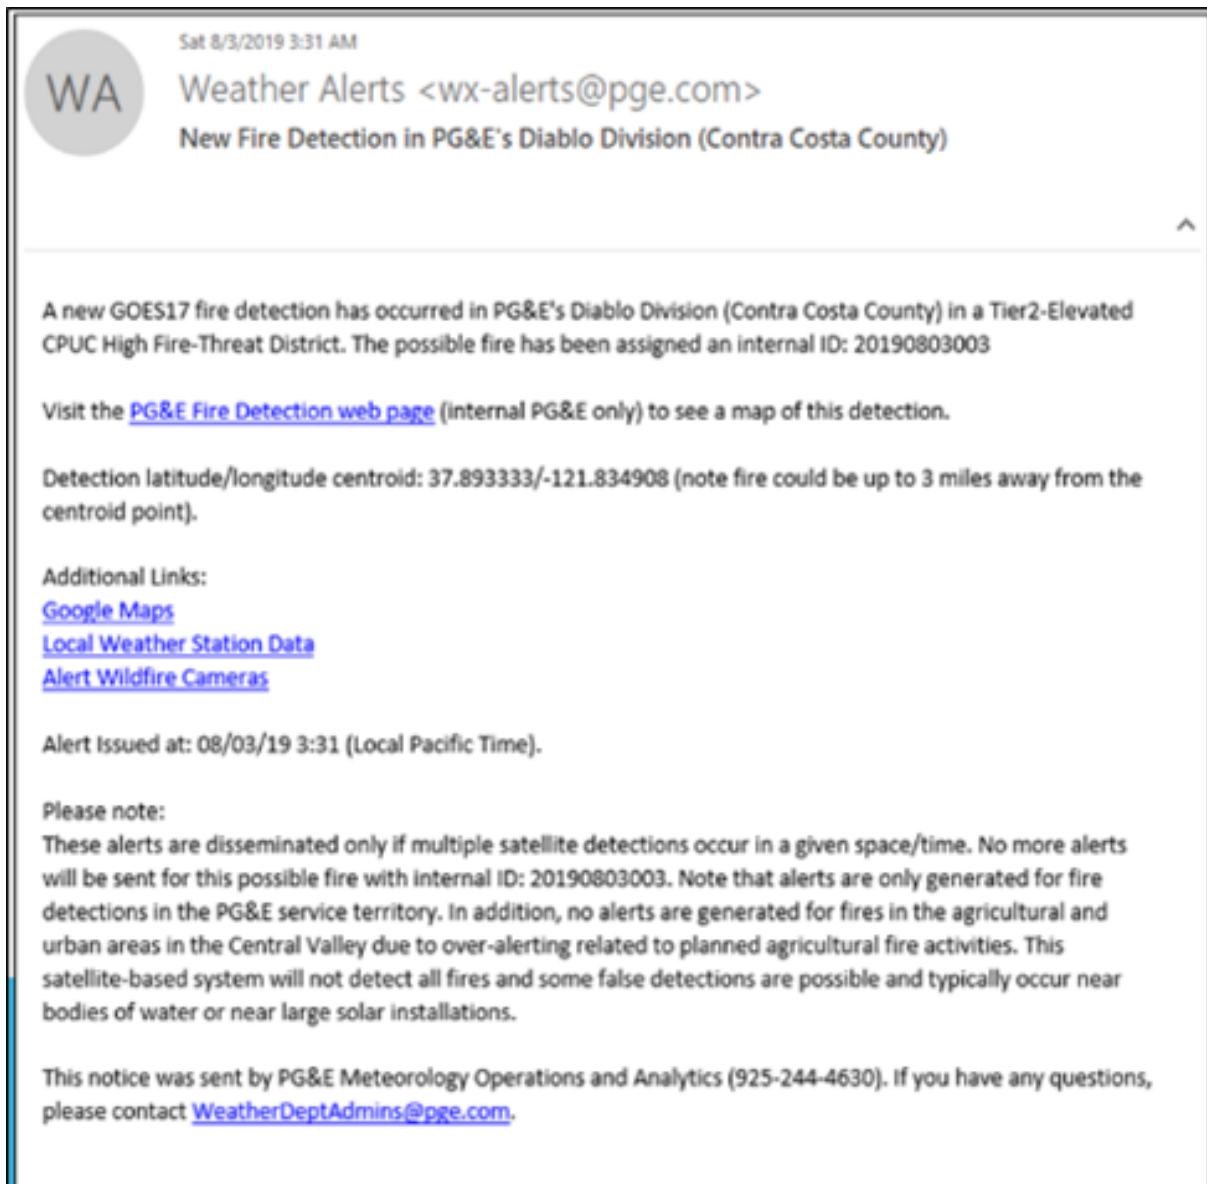 Sat 8/3/2019 3:31 AM
WA
Weather Alerts <wx-alerts@pge.com>
New Fire Detection in PG&E's Diablo Division (Contra Costa County)
A new GOES17 fire detection has occurred in PG&E's Diablo Division (Contra Costa County) in a Tier2-Elevated
CPUC High Fire-Threat District. The possible fire has been assigned an internal ID: 20190803003
Visit the PG&E Fire Detection web page (internal PG&E only) to see a map of this detection.
Detection latitude/longitude centroid: 37.893333/-121.834908 (note fire could be up to 3 miles away from the
centroid point).
Additional Links:
Google Maps
Local Weather Station Data
Alert Wildfire Cameras
Alert Issued at: 08/03/19 3:31 (Local Pacific Time).
Please note:
These alerts are disseminated only if multiple satellite detections occur in a given space/time. No more alerts
will be sent for this possible fire with internal ID: 20190803003. Note that alerts are only generated for fire
detections in the PG&E service territory. In addition, no alerts are generated for fires in the agricultural and
urban areas in the Central Valley due to over-alerting related to planned agricultural fire activities. This
satellite-based system will not detect all fires and some false detections are possible and typically occur near
bodies of water or near large solar installations.
This notice was sent by PG&E Meteorology Operations and Analytics (925-244-4630). If you have any questions,
please contact WeatherDeptAdmins@pge.com.